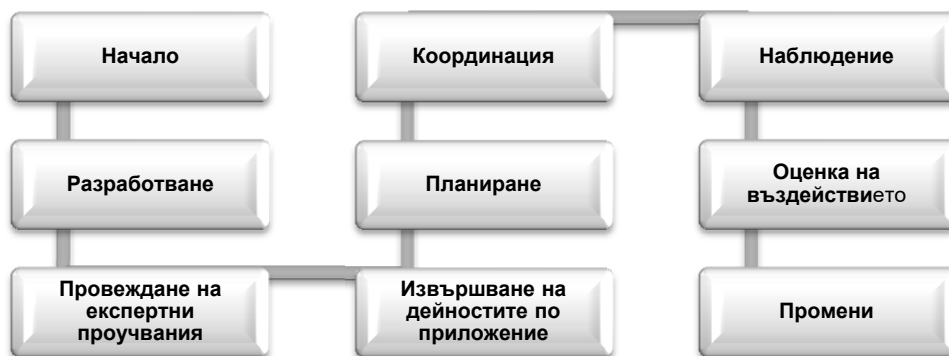 Начало
Разработване
Провеждане на
експертни
проучвания
Извършване на
дейностите по
приложение
Планиране
Координация
Наблюдение
Оценка на
въздействието
Промени